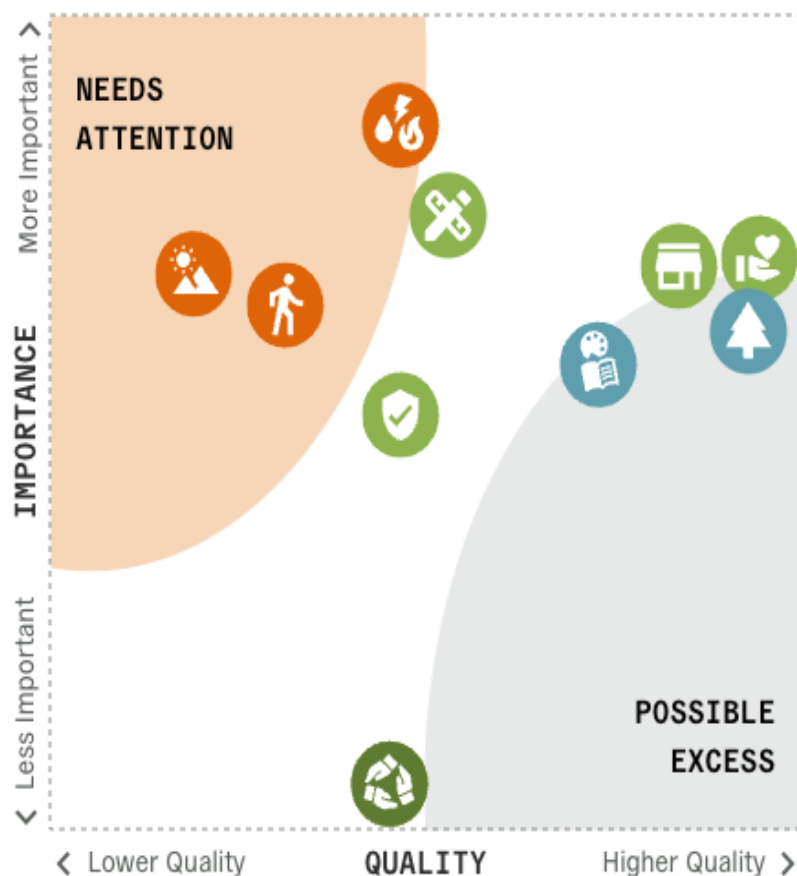 NEEDS
ATTENTION
More Important
IMPORTANCE
Less Important
POSSIBLE
EXCESS
Lower Quality
QUALITY
Higher Quality